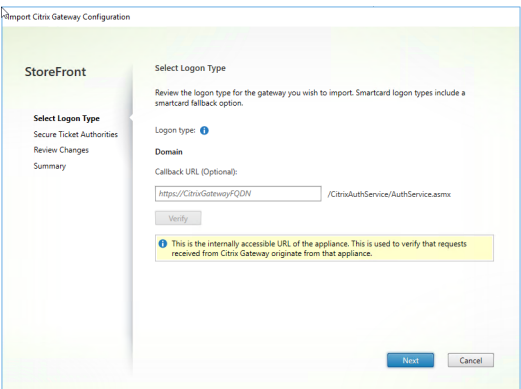 Import Citrix Gateway Configuration
StoreFront
Select Logon Type
Secure Ticket Authorities
Review Changes
Summary
Select Logon Type
Review the logon type for the gateway you wish to import. Smartcard logon types include a
smartcard fallback option.
Logon type:
Domain
Callback URL (Optional):
https://CitrixGatewayFQDN /CitrixAuthService/AuthService.asmx
Verify
This is the internally accessible URL of the appliance. This is used to verify that requests
received from Citrix Gateway originate from that appliance.
Next Cancel